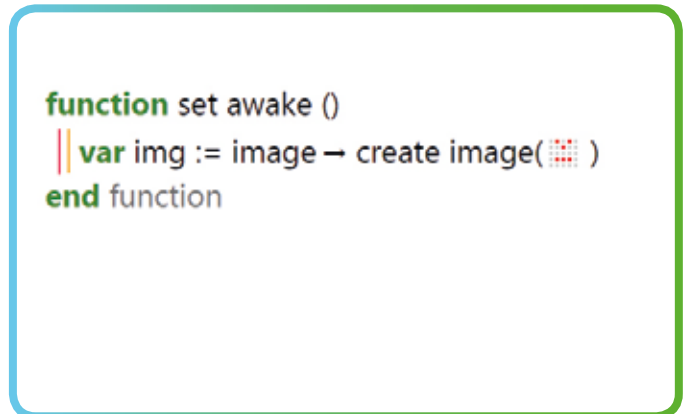 function set awake ()
var img := image → create image( )
end function